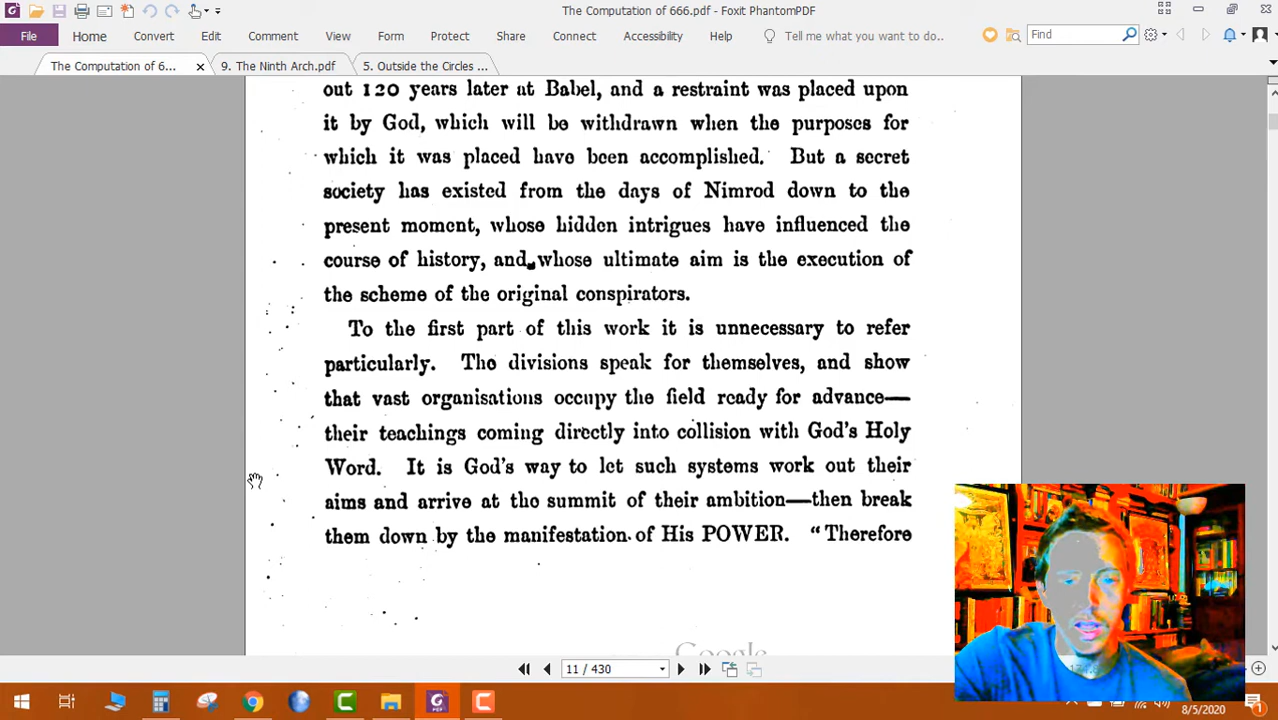 The Computation of 666.pdf - Foxit PhantomPDF
File Home Convert Edit Comment View Form Protect Share Connect Accessibility Help Tell me what you want to do.. Find
The Computation of 6... 9. The Ninth Arch.pdf 5. Outside the Circles ...
out 120 years later at Babel, and a restraint was placed upon
it by God, which will be withdrawn when the purposes for
which it was placed have been accomplished. But a secret
society has existed from the days of Nimrod down to the
present moment, whose hidden intrigues have influenced the
course of history, and whose ultimate aim is the execution of
the scheme of the original conspirators.
To the first part of this work it is unnecessary to refer
particularly. The divisions speak for themselves, and show
that vast organisations occupy the field ready for advance—
their teachings coming directly into collision with God's Holy
Word. It is God's way to let such systems work out their
aims and arrive at the summit of their ambition—then break
them down by the manifestation of His POWER. “Therefore
Google
11 / 430
8/5/2020